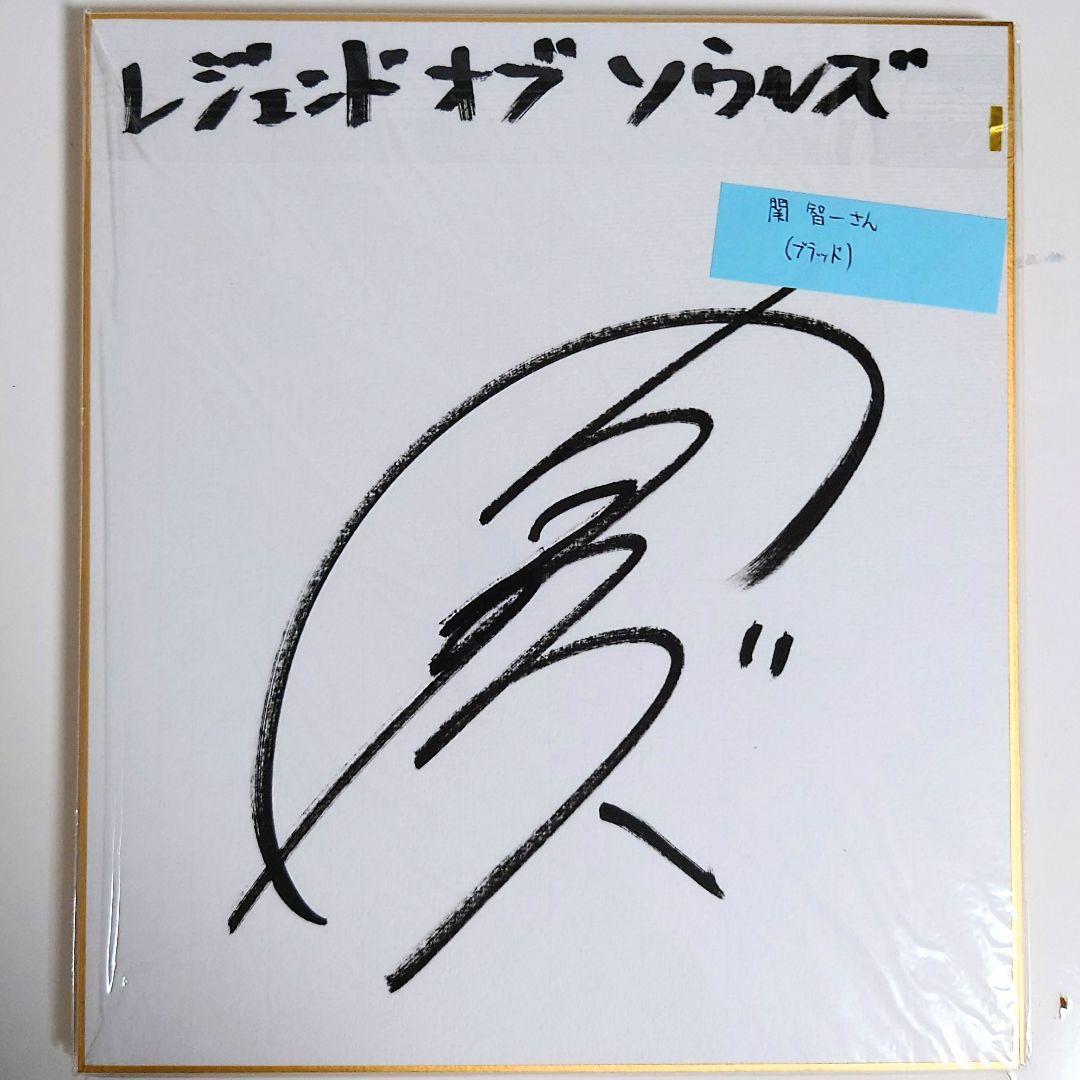 レジェンド オブ ソウルズ
関 智一さん
(ブラッド)